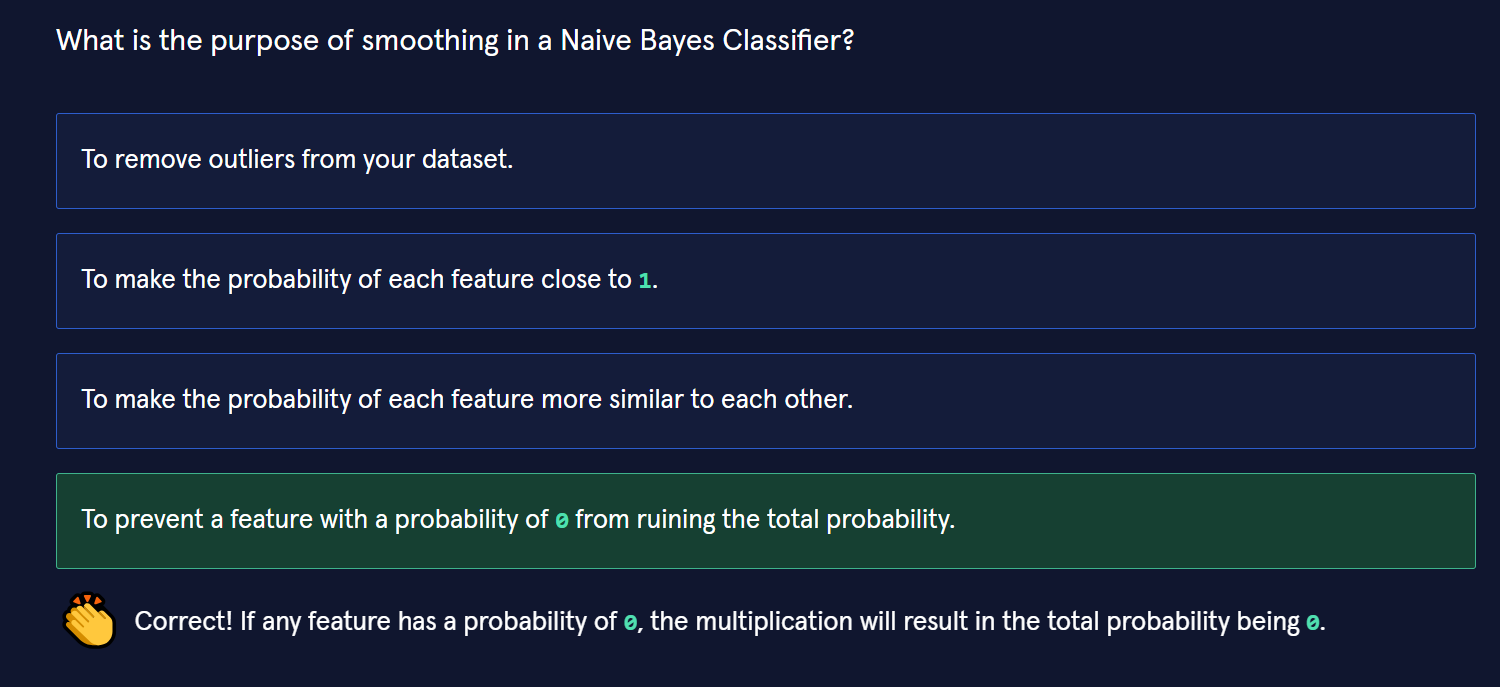 What is the purpose of smoothing in a Naive Bayes Classifier?
To remove outliers from your dataset.
To make the probability of each feature close to 1.
To make the probability of each feature more similar to each other.
To prevent a feature with a probability of 0 from ruining the total probability.
Correct! If any feature has a probability of 0, the multiplication will result in the total probability being 0.